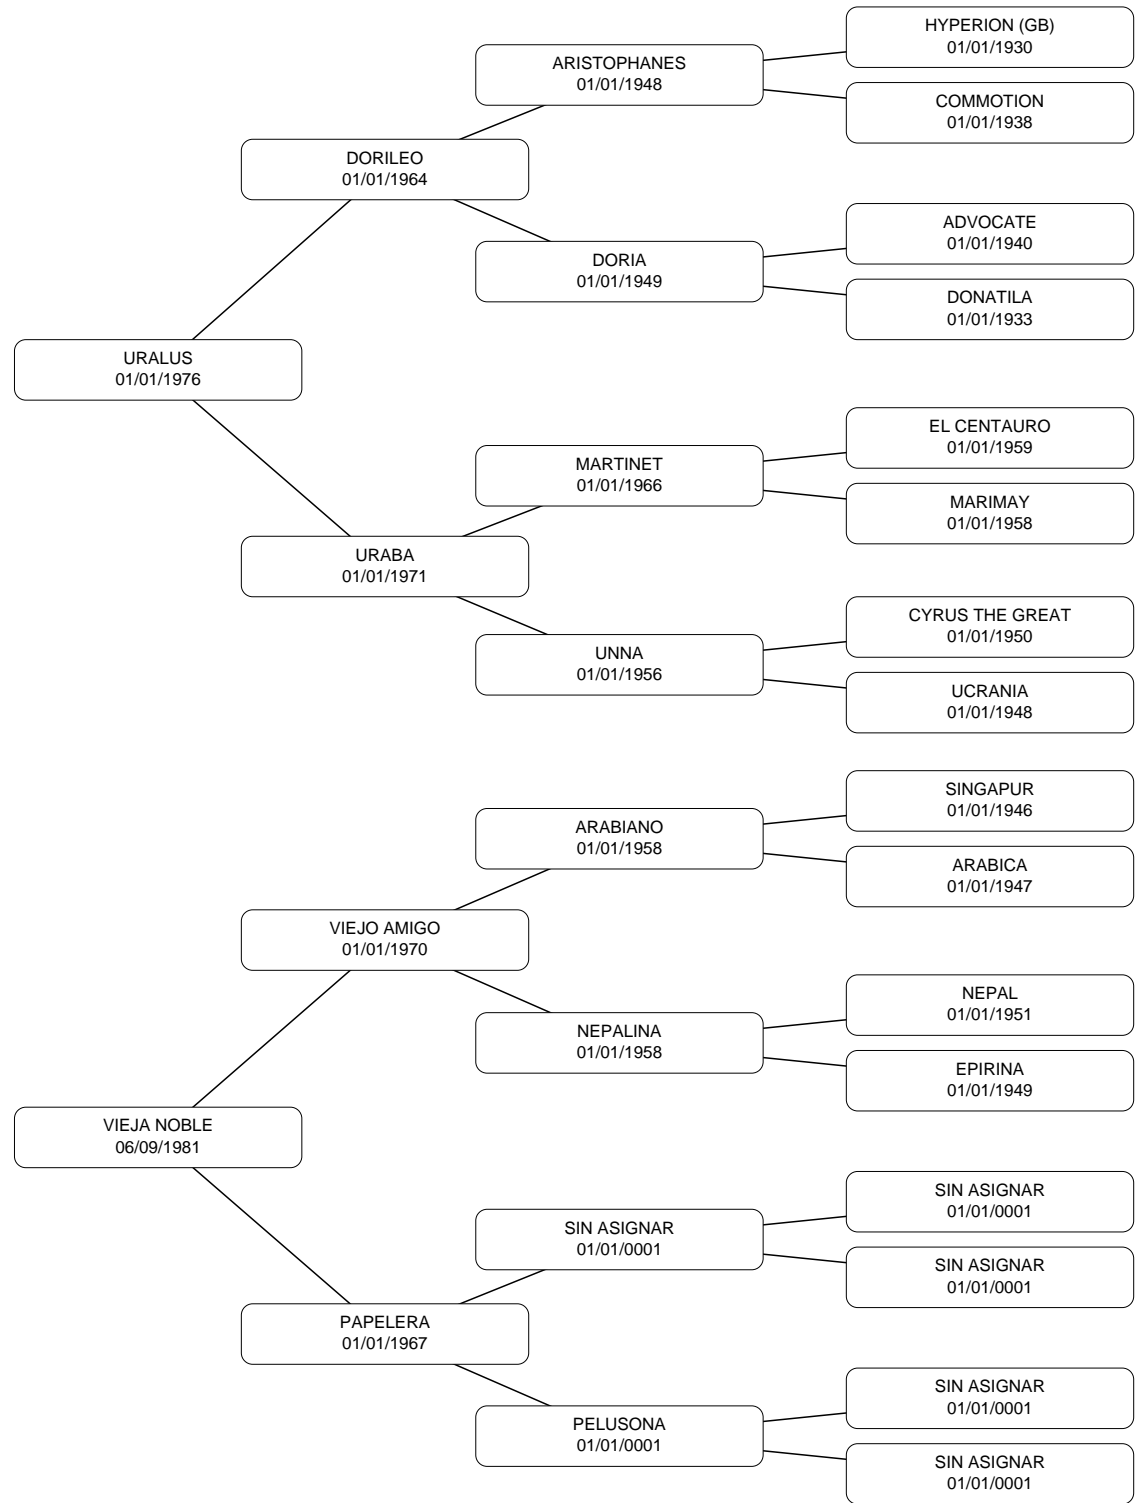 HYPERION (GB)
01/01/1930
ARISTOPHANES
01/01/1948
COMMOTION
01/01/1938
DORILEO
01/01/1964
ADVOCATE
01/01/1940
DORIA
01/01/1949
DONATILA
01/01/1933
URALUS
01/01/1976
EL CENTAURO
01/01/1959
MARTINET
01/01/1966
MARIMAY
01/01/1958
URABA
01/01/1971
CYRUS THE GREAT
01/01/1950
UNNA
01/01/1956
UCRANIA
01/01/1948
SINGAPUR
01/01/1946
ARABIANO
01/01/1958
ARABICA
01/01/1947
VIEJO AMIGO
01/01/1970
NEPAL
01/01/1951
NEPALINA
01/01/1958
EPIRINA
01/01/1949
VIEJA NOBLE
06/09/1981
SIN ASIGNAR
01/01/0001
SIN ASIGNAR
01/01/0001
SIN ASIGNAR
01/01/0001
PAPELERA
01/01/1967
SIN ASIGNAR
01/01/0001
PELUSONA
01/01/0001
SIN ASIGNAR
01/01/0001